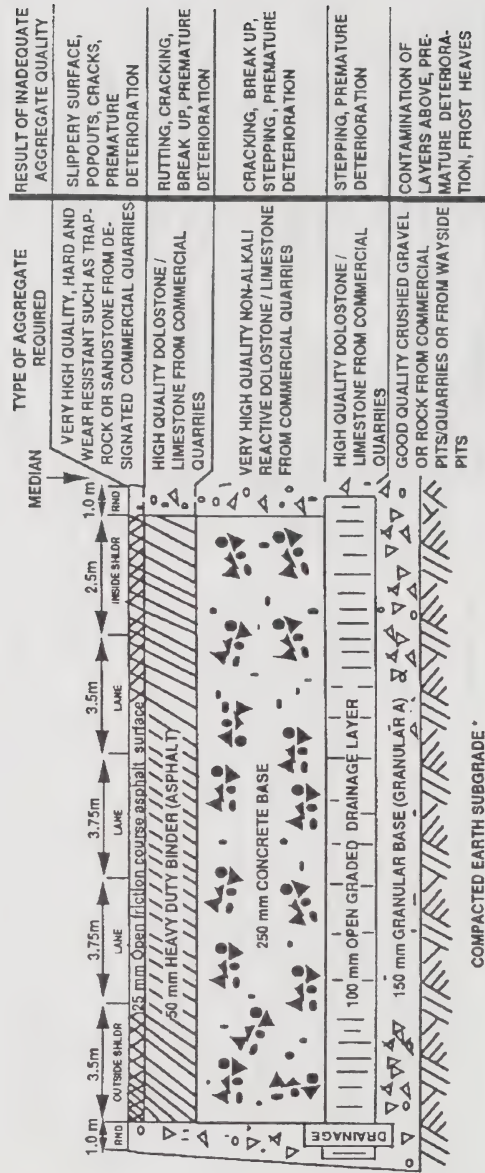 MEDIAN
1.0 m
RND
2.5m
INSIDE SHLDR
3.5m
LANE
3.75m
LANE
3.75m
LANE
3.5m
OUTSIDE SHLDR
1.0 m
RND
25 mm Open friction course asphalt surface
50 mm HEAVY DUTY BINDER (ASPHALT)
250 mm CONCRETE BASE
100 mm OPEN GRADED DRAINAGE LAYER
150 mm GRANULAR BASE (GRANULAR A)
DRAINAGE
COMPACTED EARTH SUBGRADE *
TYPE OF AGGREGATE
REQUIRED
VERY HIGH QUALITY, HARD AND
WEAR RESISTANT SUCH AS TRAP-
ROCK OR SANDSTONE FROM DE-
SIGNATED COMMERCIAL QUARRIES
HIGH QUALITY DOLOSTONE /
LIMESTONE FROM COMMERCIAL
QUARRIES
VERY HIGH QUALITY NON-ALKALI
REACTIVE DOLOSTONE / LIMESTONE
FROM COMMERCIAL QUARRIES
HIGH QUALITY DOLOSTONE /
LIMESTONE FROM COMMERCIAL
QUARRIES
GOOD QUALITY CRUSHED GRAVEL
OR ROCK FROM COMMERCIAL
PITS/QUARRIES OR FROM WAYSIDE
PITS
RESULT OF INADEQUATE
AGGREGATE QUALITY
SLIPPERY SURFACE,
POPOUTS, CRACKS,
PREMATURE
DETERIORATION
RUTTING, CRACKING,
BREAK UP, PREMATURE
DETERIORATION
CRACKING, BREAK UP,
STEPPING, PREMATURE
DETERIORATION
STEPPING, PREMATURE
DETERIORATION
CONTAMINATION OF
LAYERS ABOVE, PRE-
MATURE DETERIORA-
TION, FROST HEAVES